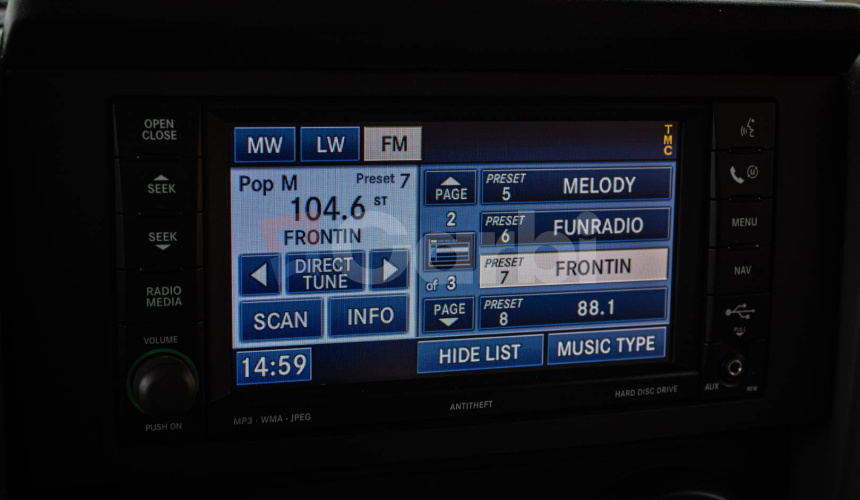 OPEN
CLOSE
SEEK
SEEK
RADIO
MEDIA
VOLUME
PUSH ON
MW
LW
FM
TMC
Pop M
Preset 7
104.6 ST
FRONTIN
DIRECT
TUNE
SCAN
INFO
14:59
PAGE
2
of 3
PAGE
PRESET
5
MELODY
PRESET
6
FUNRADIO
PRESET
7
FRONTIN
PRESET
8
88.1
HIDE LIST
MUSIC TYPE
MENU
NAV
PULL
AUX
REW
MP3 - WMA - JPEG
ANTITHEFT
HARD DISC DRIVE